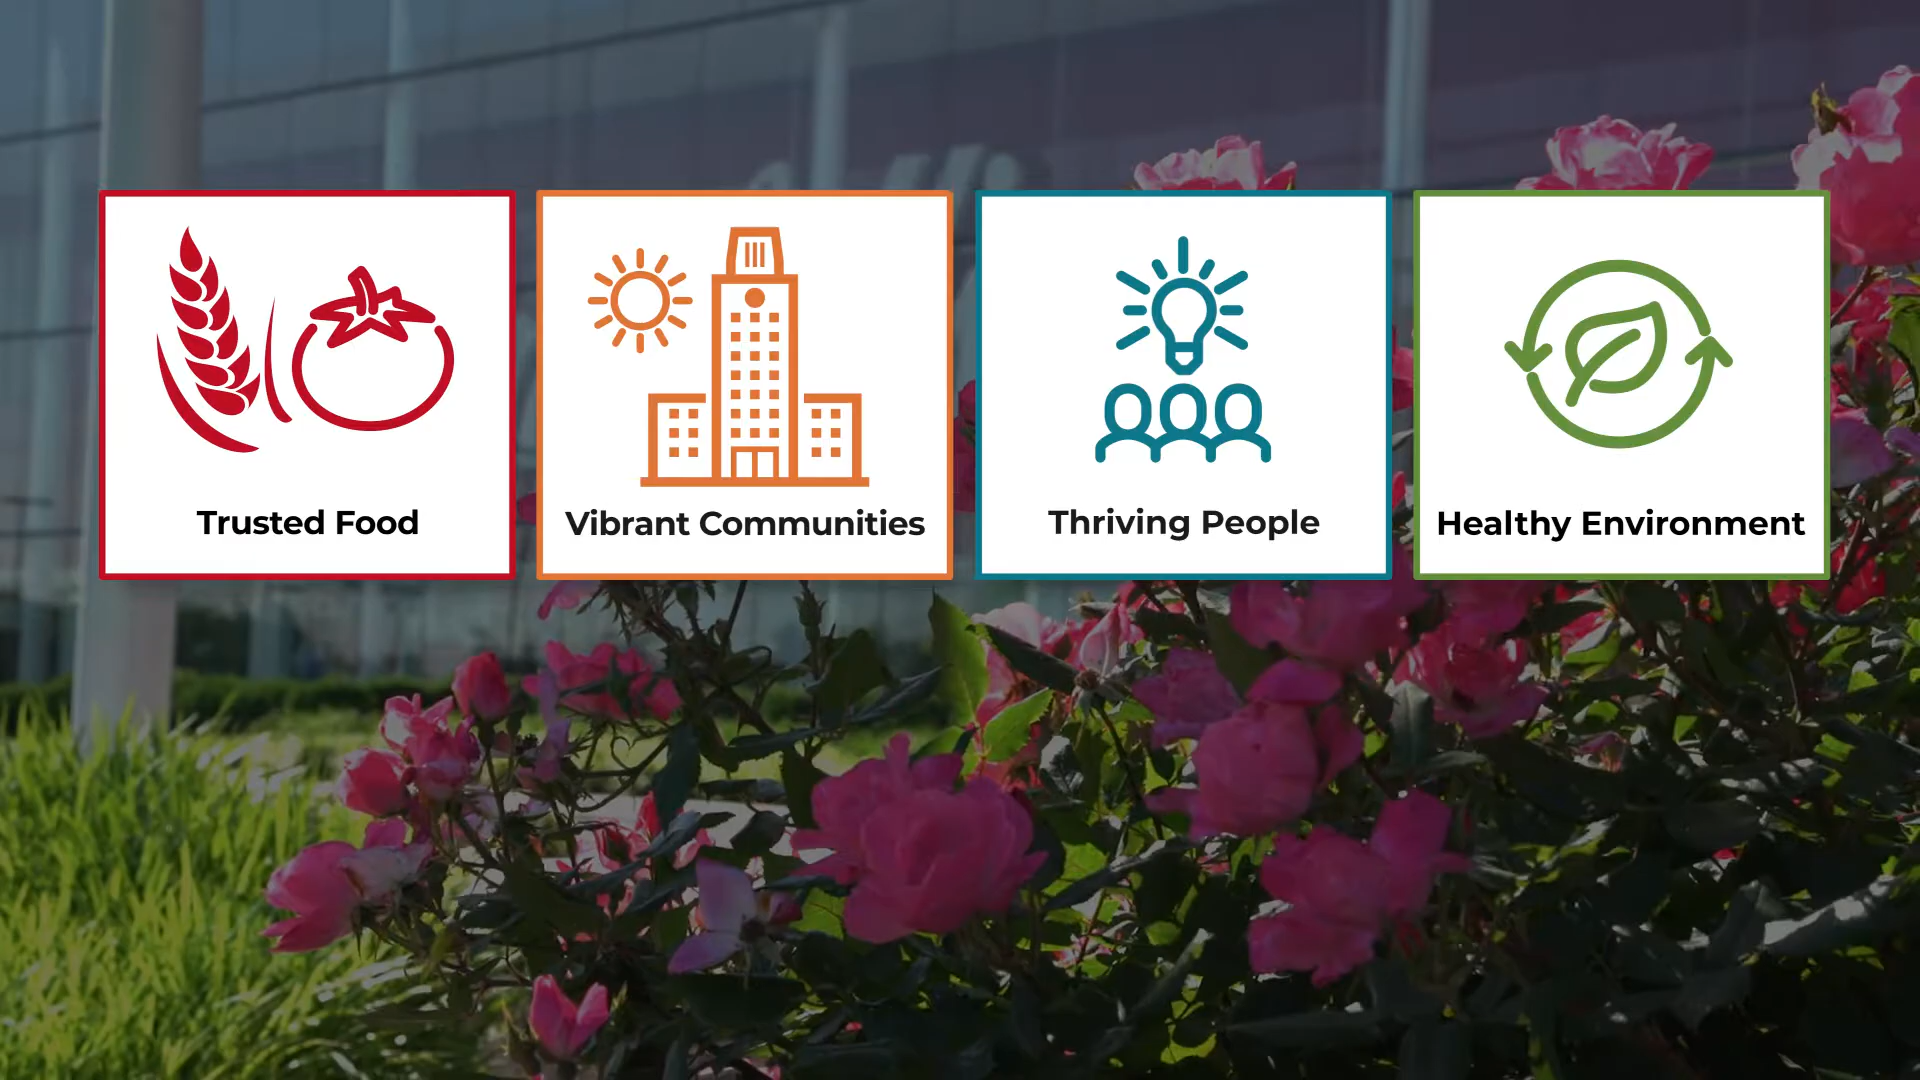 Trusted Food
Vibrant Communities
Thriving People
Healthy Environment